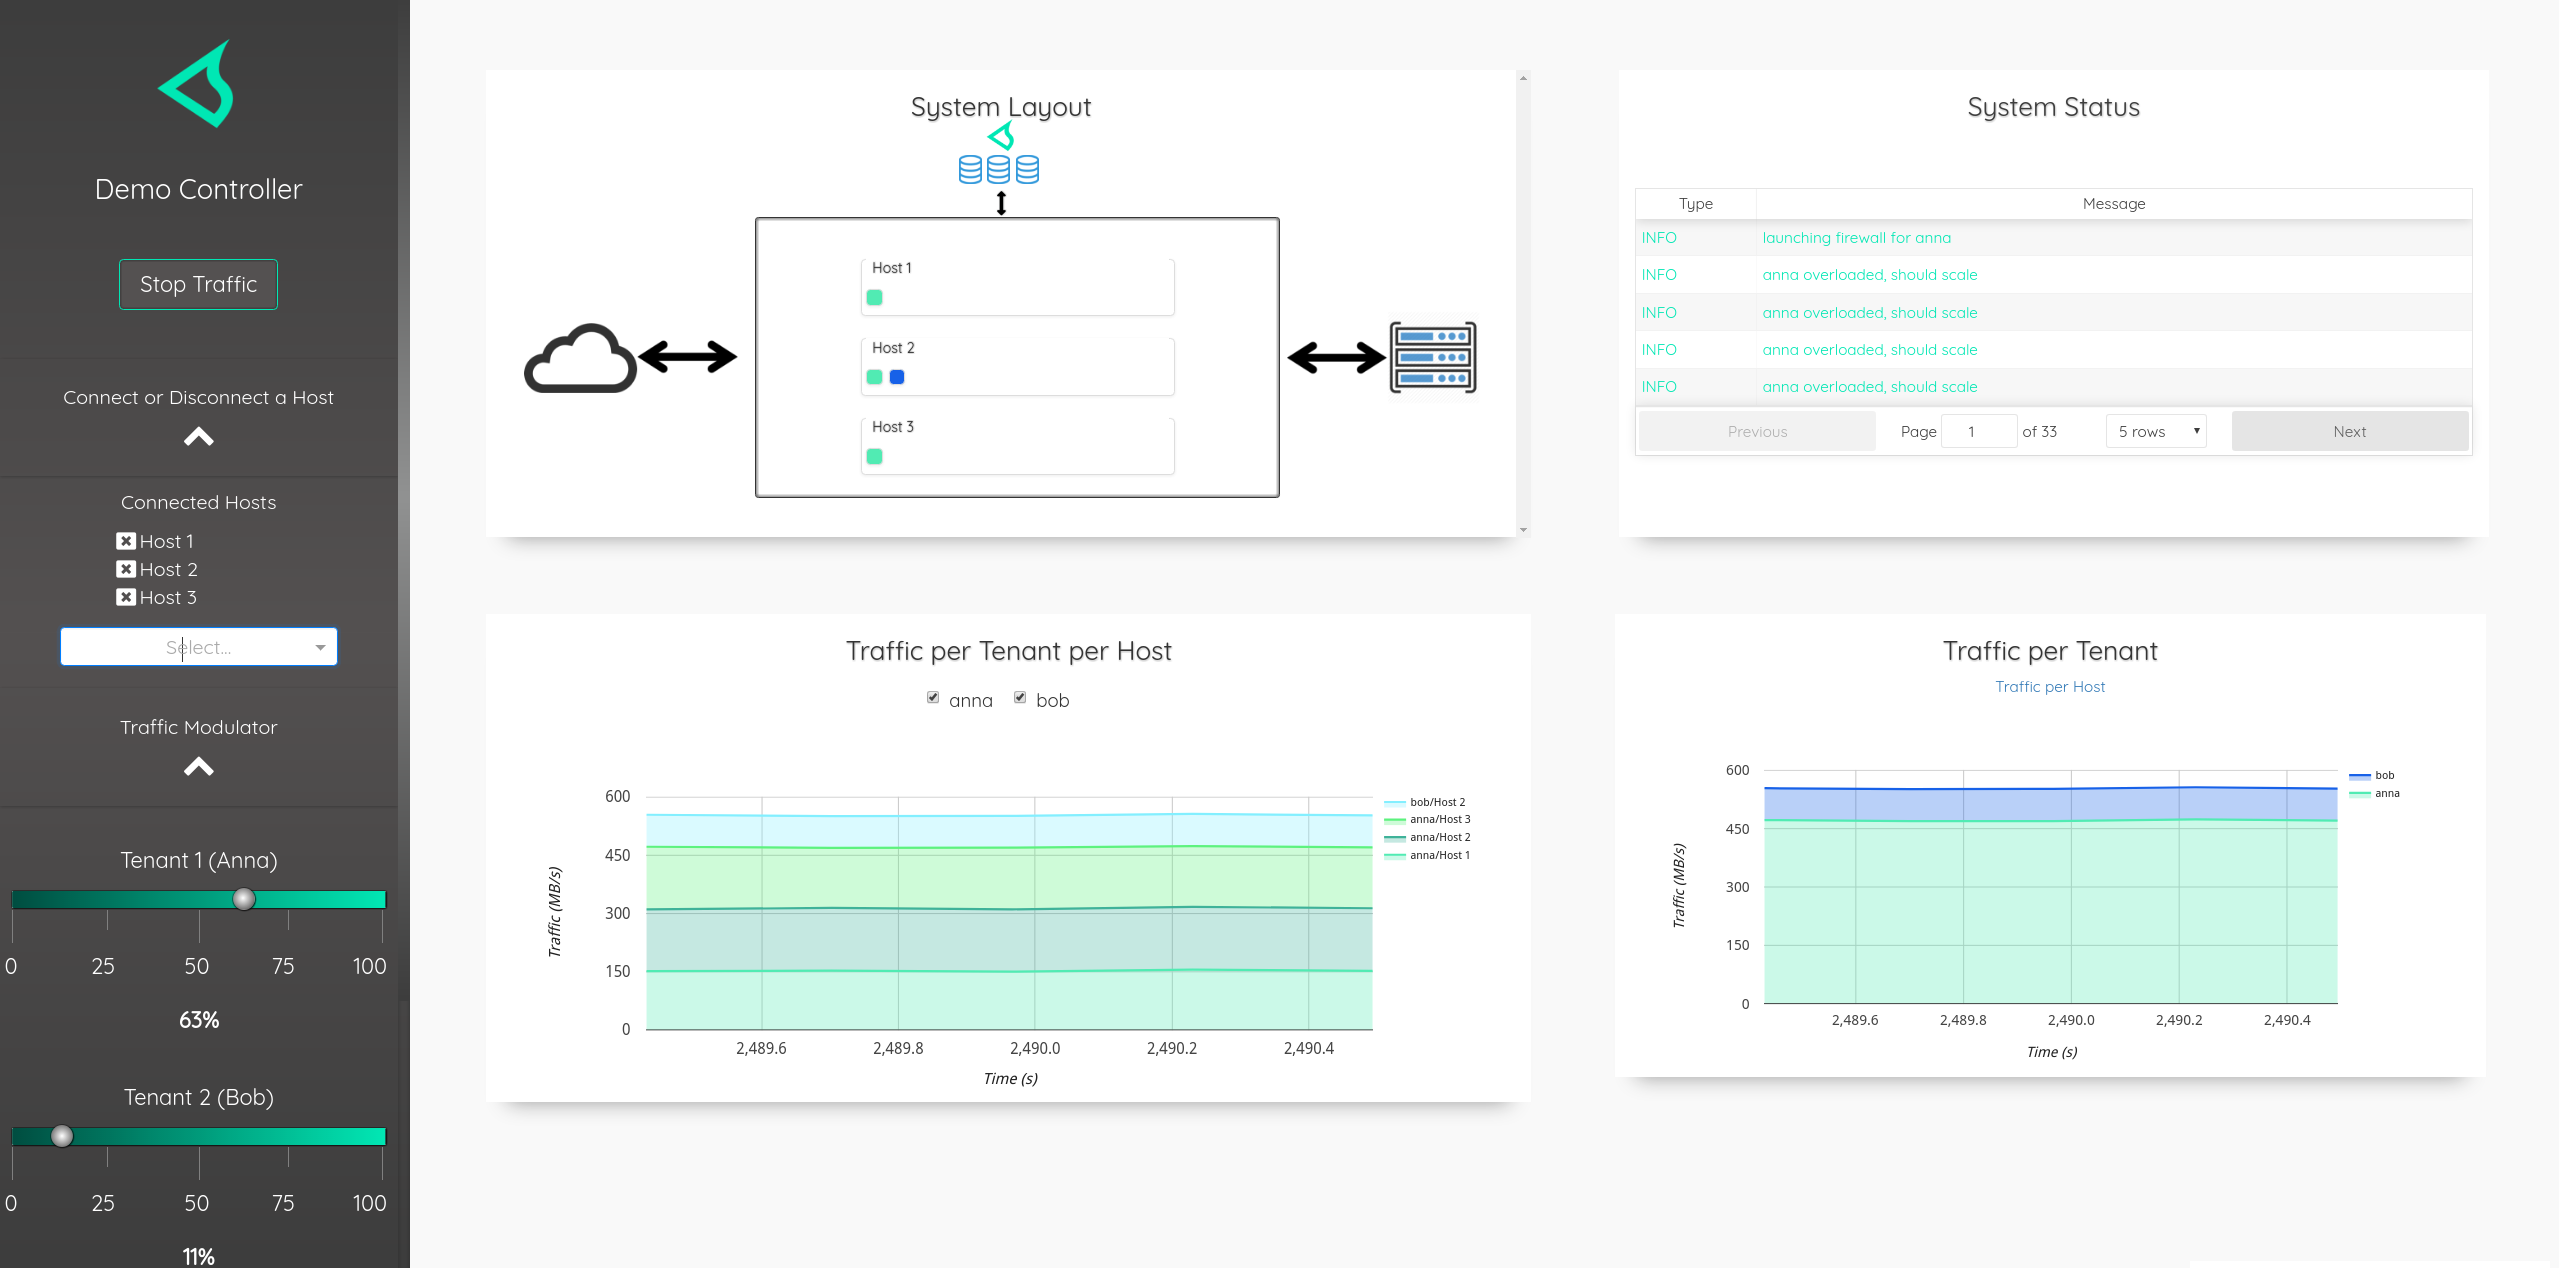 Demo Controller
Stop Traffic
Connect or Disconnect a Host
Connected Hosts
Host 1
Host 2
Host 3
Select...
Traffic Modulator
Tenant 1 (Anna)
0 25 50 75 100
63%
Tenant 2 (Bob)
0 25 50 75 100
11%
System Layout
Host 1
Host 2
Host 3
System Status
Type Message
INFO launching firewall for anna
INFO anna overloaded, should scale
INFO anna overloaded, should scale
INFO anna overloaded, should scale
INFO anna overloaded, should scale
Previous Page 1 of 33 5 rows Next
Traffic per Tenant per Host
anna bob
600
450
300
150
0
Traffic (MB/s)
2,489.6 2,489.8 2,490.0 2,490.2 2,490.4
Time (s)
bob/Host 2
anna/Host 3
anna/Host 2
anna/Host 1
Traffic per Tenant
Traffic per Host
600
450
300
150
0
Traffic (MB/s)
2,489.6 2,489.8 2,490.0 2,490.2 2,490.4
Time (s)
bob
anna